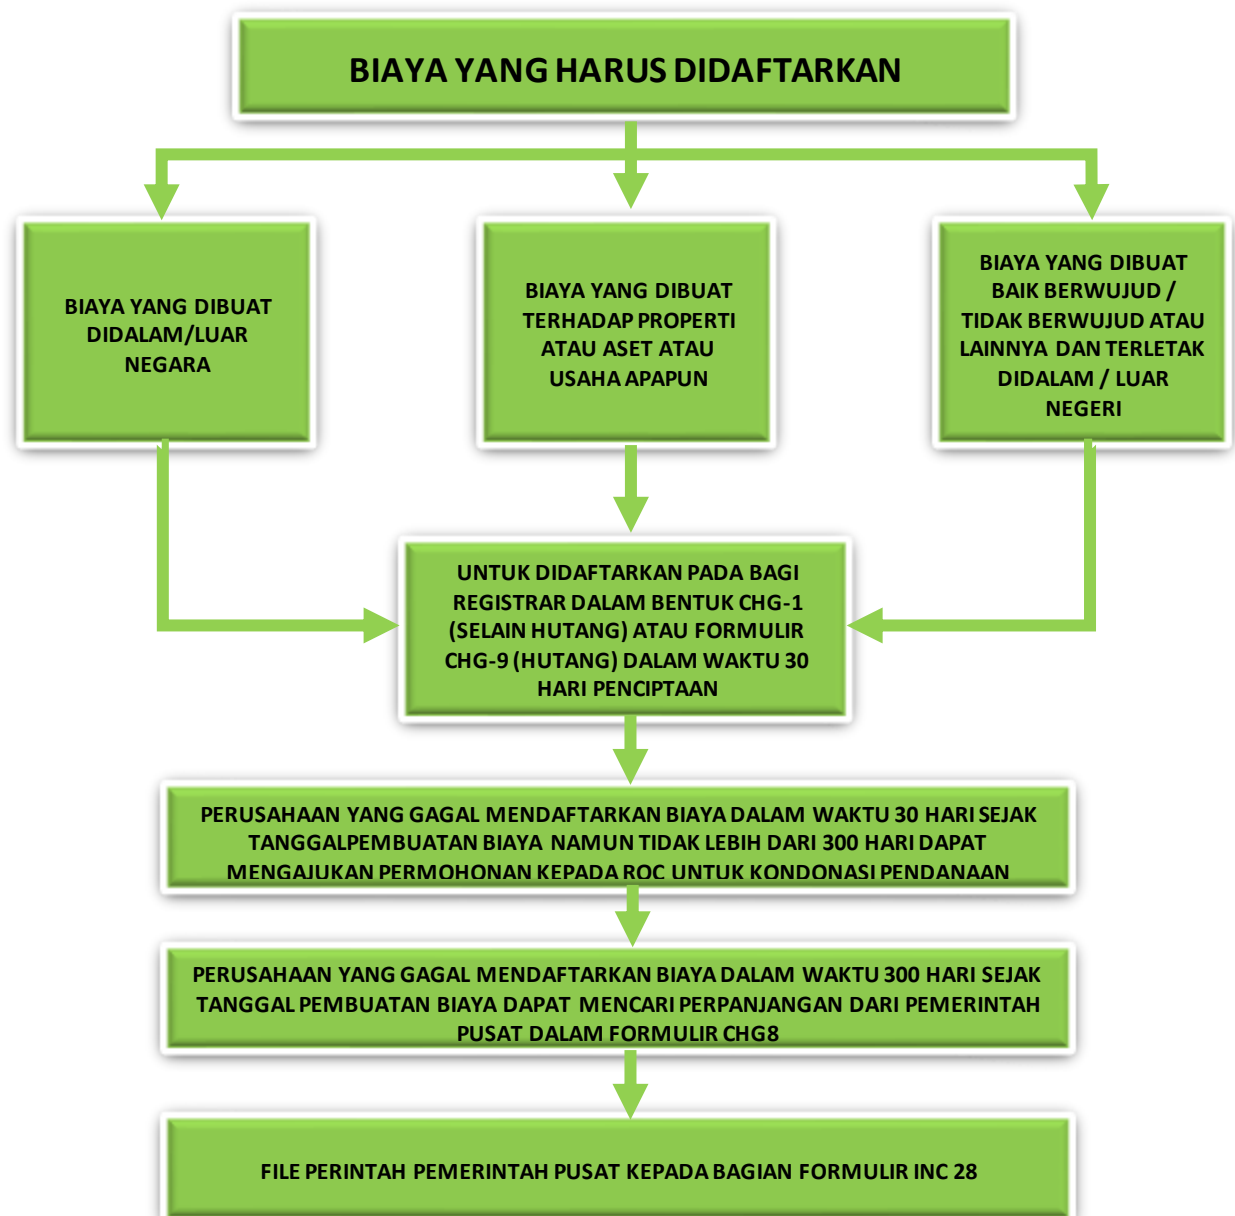 BIAYA YANG HARUS DIDAFTARKAN
BIAYA YANG DIBUAT
DIDALAM/LUAR
NEGARA
BIAYA YANG DIBUAT
TERHADAP PROPERTI
ATAU ASET ATAU
USAHA APAPUN
BIAYA YANG DIBUAT
BAIK BERWUJUD /
TIDAK BERWUJUD ATAU
LAINNYA DAN TERLETAK
DIDALAM / LUAR
NEGERI
UNTUK DIDAFTARKAN PADA BAGI
REGISTRAR DALAM BENTUK CHG-1
(SELAIN HUTANG) ATAU FORMULIR
CHG-9 (HUTANG) DALAM WAKTU 30
HARI PENCIPTAAN
PERUSAHAAN YANG GAGAL MENDAFTARKAN BIAYA DALAM WAKTU 30 HARI SEJAK
TANGGALPEMBUATAN BIAYA NAMUN TIDAK LEBIH DARI 300 HARI DAPAT
MENGAJUKAN PERMOHONAN KEPADA ROC UNTUK KONDONASI PENDANAAN
PERUSAHAAN YANG GAGAL MENDAFTARKAN BIAYA DALAM WAKTU 300 HARI SEJAK
TANGGAL PEMBUATAN BIAYA DAPAT MENCARI PERPANJANGAN DARI PEMERINTAH
PUSAT DALAM FORMULIR CHG8
FILE PERINTAH PEMERINTAH PUSAT KEPADA BAGIAN FORMULIR INC 28